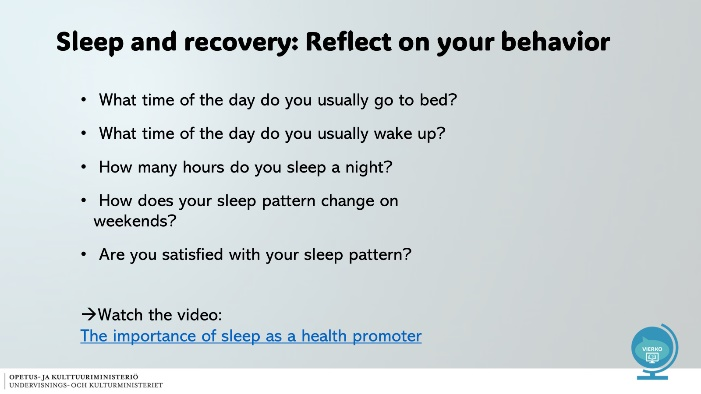 Sleep and recovery: Reflect on your behavior
• What time of the day do you usually go to bed?
• What time of the day do you usually wake up?
• How many hours do you sleep a night?
• How does your sleep pattern change on
weekends?
• Are you satisfied with your sleep pattern?
→Watch the video:
The importance of sleep as a health promoter
VIERKO
OPETUS- JA KULTTUURIMINISTERIÖ
UNDERVISNINGS- OCH KULTURMINISTERIET